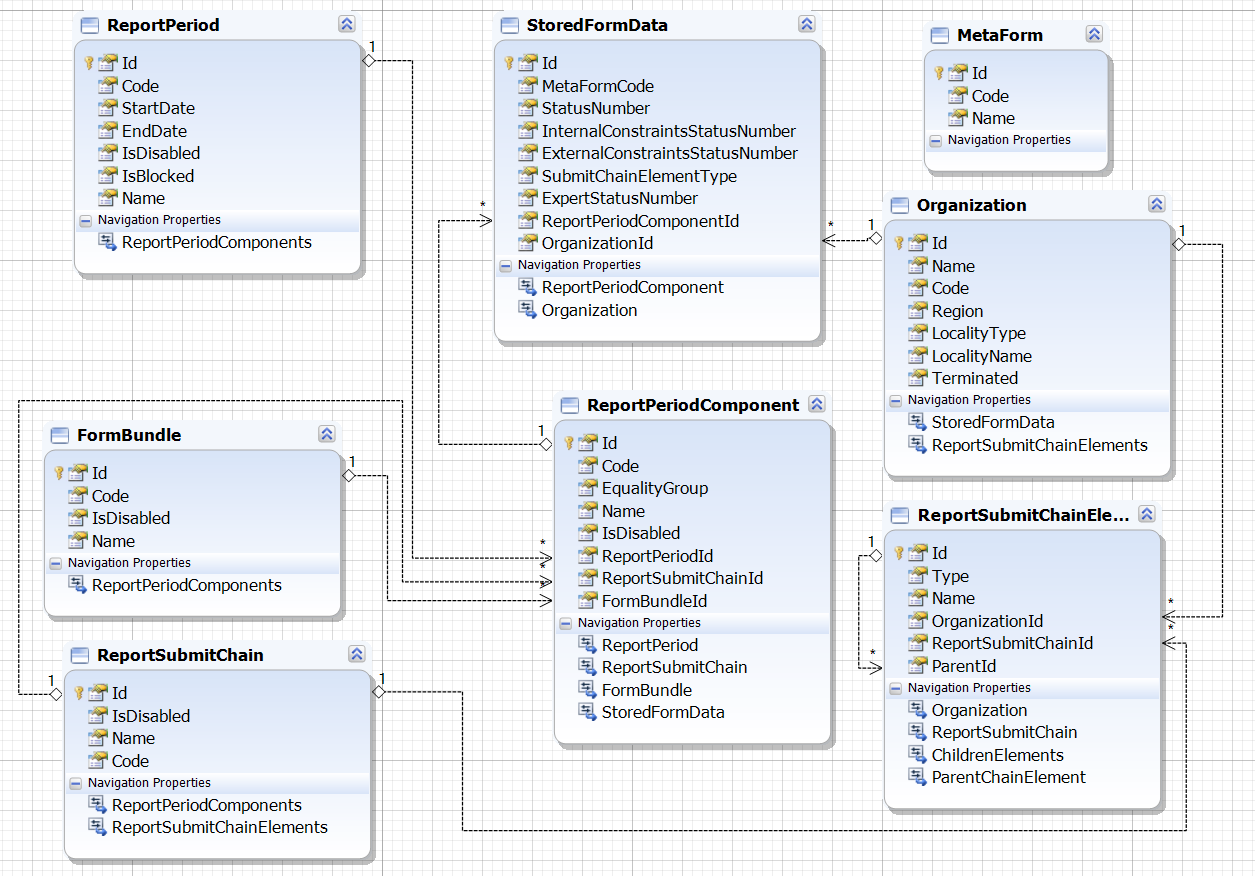 ReportPeriod
Id
Code
StartDate
EndDate
IsDisabled
IsBlocked
Name
Navigation Properties
ReportPeriodComponents
1
StoredFormData
Id
MetaFormCode
StatusNumber
InternalConstraintsStatusNumber
ExternalConstraintsStatusNumber
SubmitChainElementType
ExpertStatusNumber
ReportPeriodComponentId
OrganizationId
Navigation Properties
ReportPeriodComponent
Organization
*
*
MetaForm
Id
Code
Name
Navigation Properties
1
Organization
1
Id
Name
Code
Region
LocalityType
LocalityName
Terminated
Navigation Properties
StoredFormData
ReportSubmitChainElements
FormBundle
1
Id
Code
IsDisabled
Name
Navigation Properties
ReportPeriodComponents
1
ReportPeriodComponent
Id
Code
EqualityGroup
Name
IsDisabled
ReportPeriodId
ReportSubmitChainId
FormBundleId
Navigation Properties
ReportPeriod
ReportSubmitChain
FormBundle
StoredFormData
*
*
*
1
ReportSubmitChainEle...
Id
Type
Name
OrganizationId
ReportSubmitChainId
ParentId
Navigation Properties
Organization
ReportSubmitChain
ChildrenElements
ParentChainElement
*
*
*
1
ReportSubmitChain
1
Id
IsDisabled
Name
Code
Navigation Properties
ReportPeriodComponents
ReportSubmitChainElements